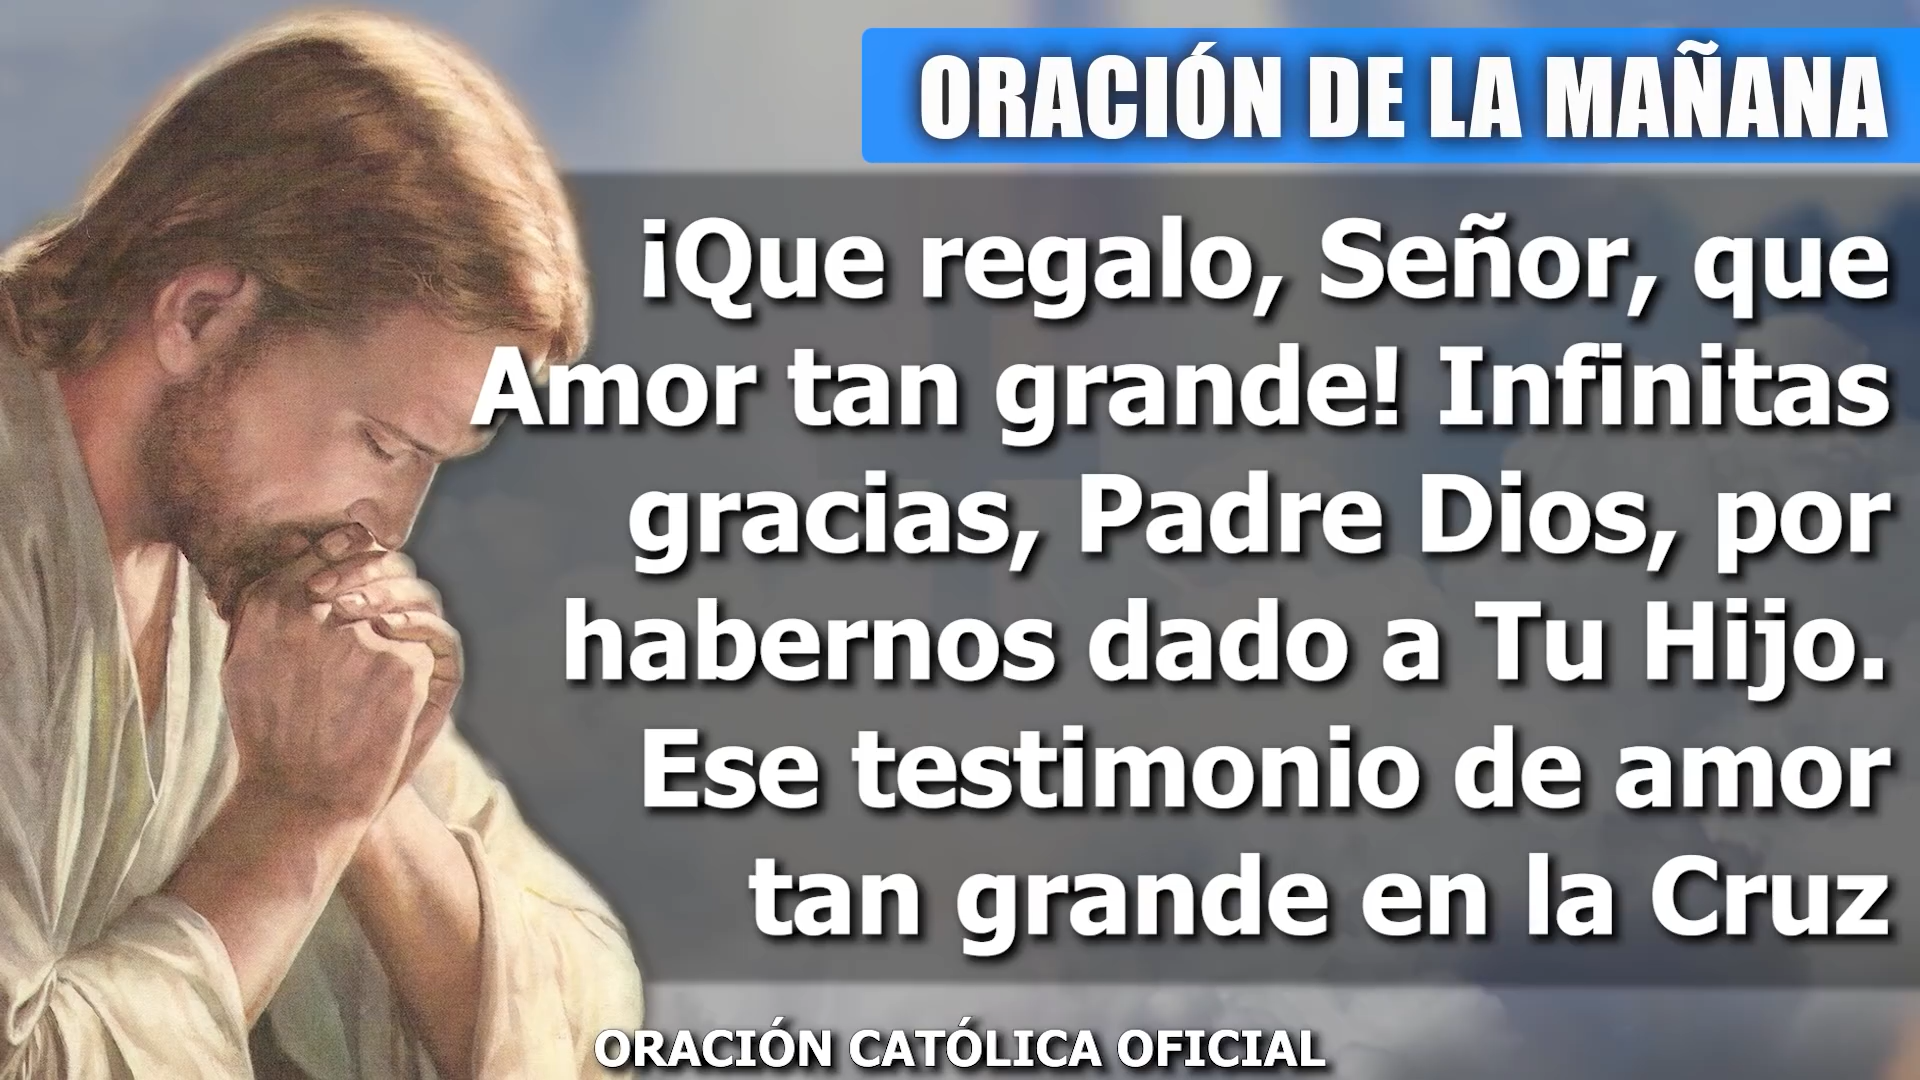 ORACIÓN DE LA MAÑANA
¡Que regalo, Señor, que
Amor tan grande! Infinitas
gracias, Padre Dios, por
habernos dado a Tu Hijo.
Ese testimonio de amor
tan grande en la Cruz
ORACIÓN CATÓLICA OFICIAL